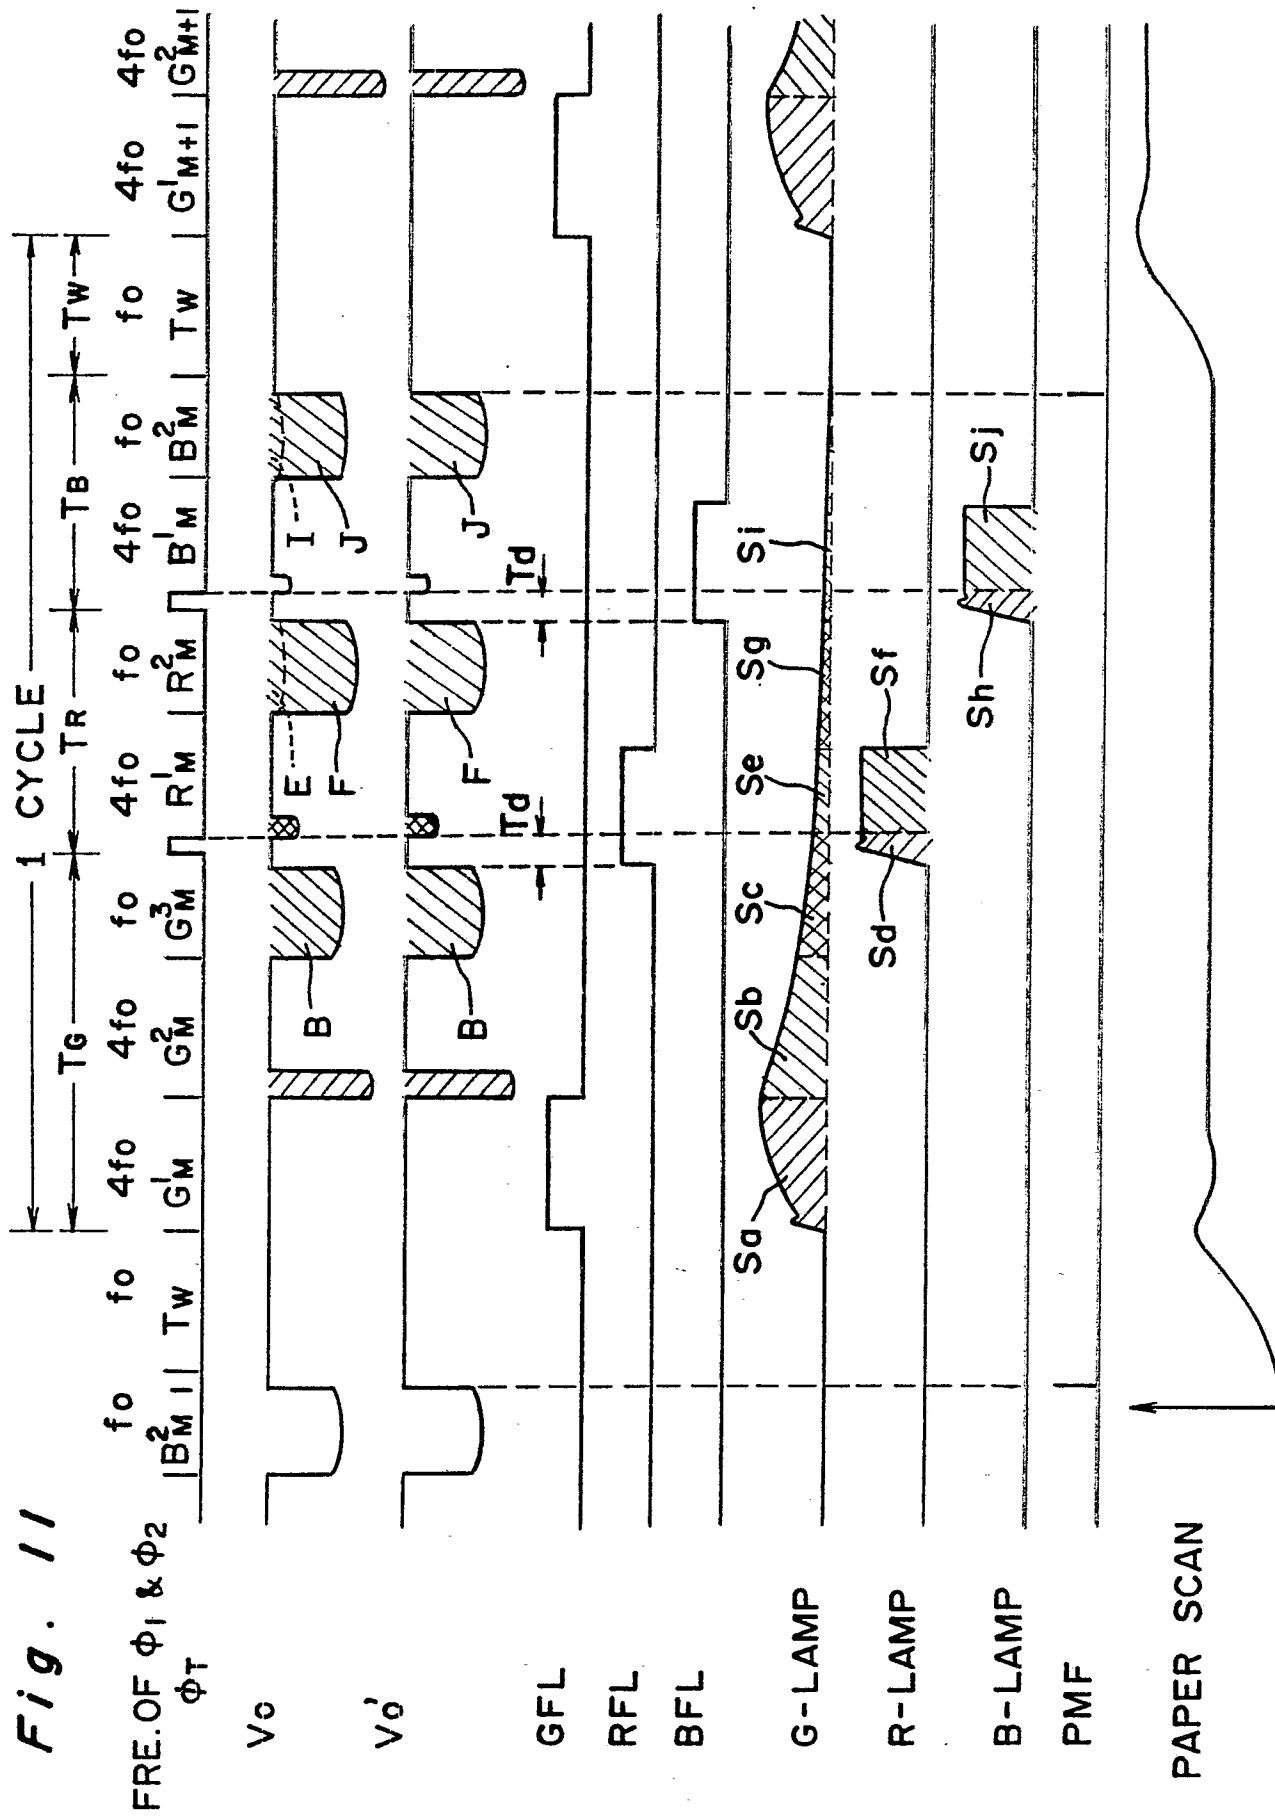 Fig. 11
1 CYCLE
TG TR TB TW
FRE. OF φ1 & φ2 fo fo 4fo 4fo fo 4fo fo 4fo fo fo 4fo 4fo
φT B²M-1 TW G¹M G²M G³M R¹M R²M B¹M B²M TW G¹M+1 G²M+1
Vo B E F I J
Vo' B F J
Td Td
GFL
RFL
BFL
G-LAMP Sa Sb Sc Se Sg Si
R-LAMP Sd Sf
B-LAMP Sh Sj
PMF
PAPER SCAN